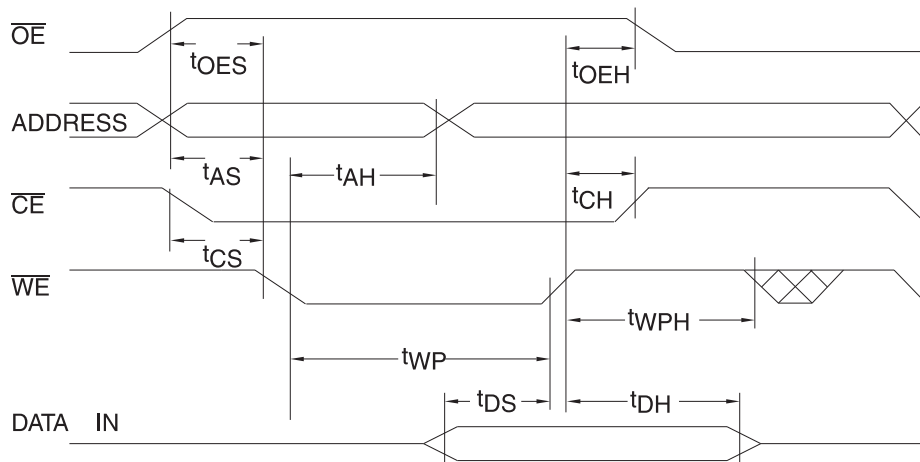 OE
tOES
tOEH
ADDRESS
tAS
tAH
tCH
CE
tCS
WE
tWPH
tWP
tDS
tDH
DATA IN